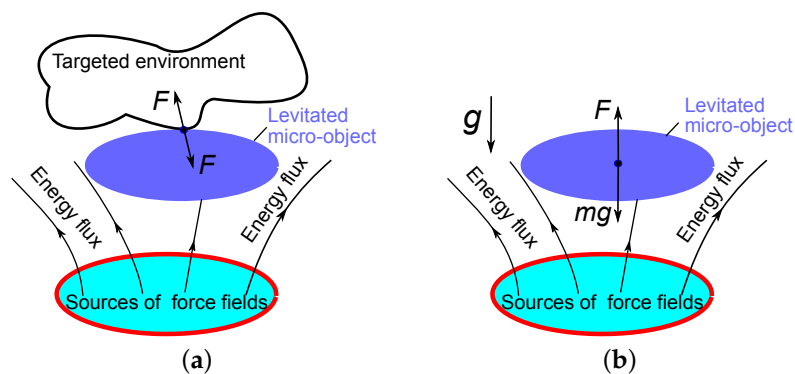 Targeted environment
F
Levitated
micro-object
F
Energy flux
Energy flux
Sources of force fields
(a)
g
F
Levitated
micro-object
mg
Energy flux
Energy flux
Sources of force fields
(b)